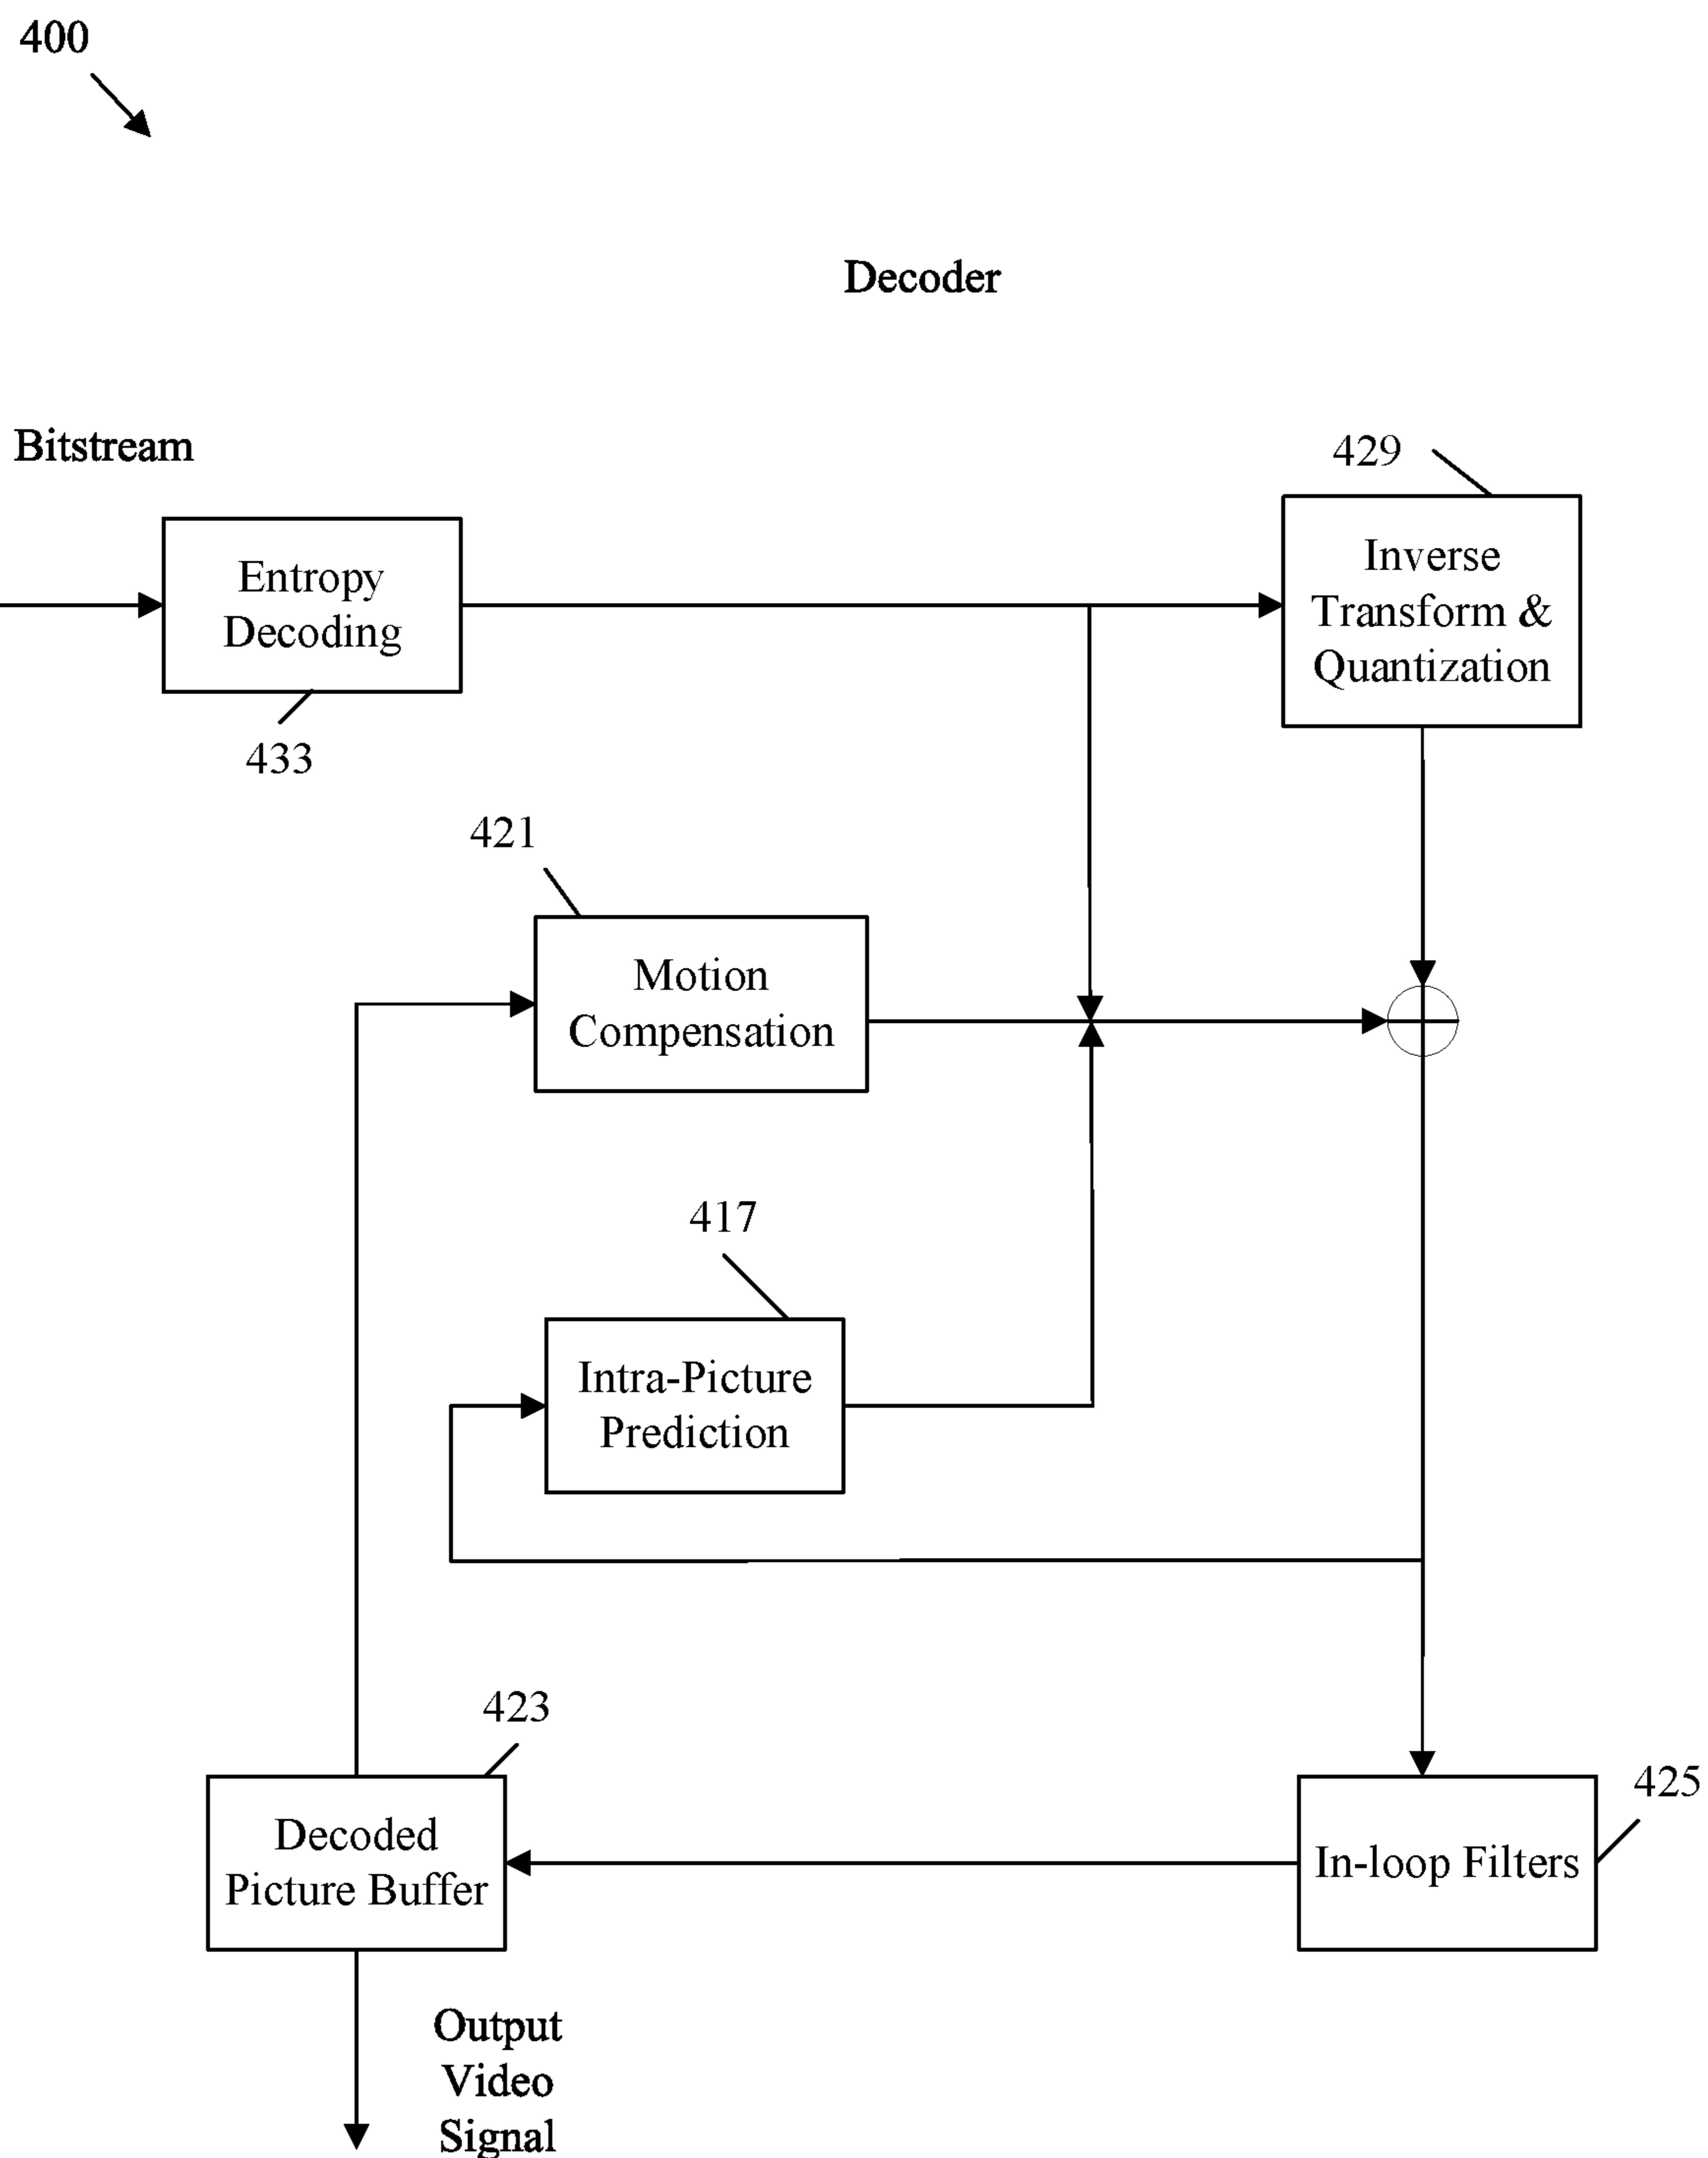 400
Decoder
Bitstream
429
Entropy
Decoding
Inverse
Transform &
Quantization
433
421
Motion
Compensation
417
Intra-Picture
Prediction
423
Decoded
Picture Buffer
425
In-loop Filters
Output
Video
Signal